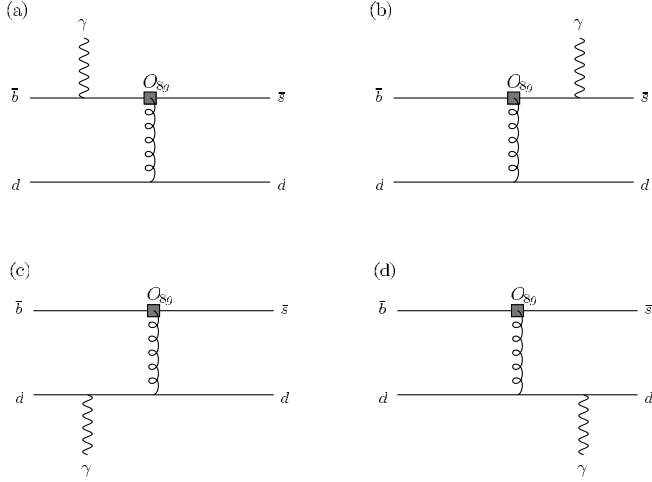 (a) (b)
γ γ
O8g O8g
b̅ s̅ b̅ s̅
d d d d
(c) (d)
O8g O8g
b̅ s̅ b̅ s̅
d d d d
γ γ